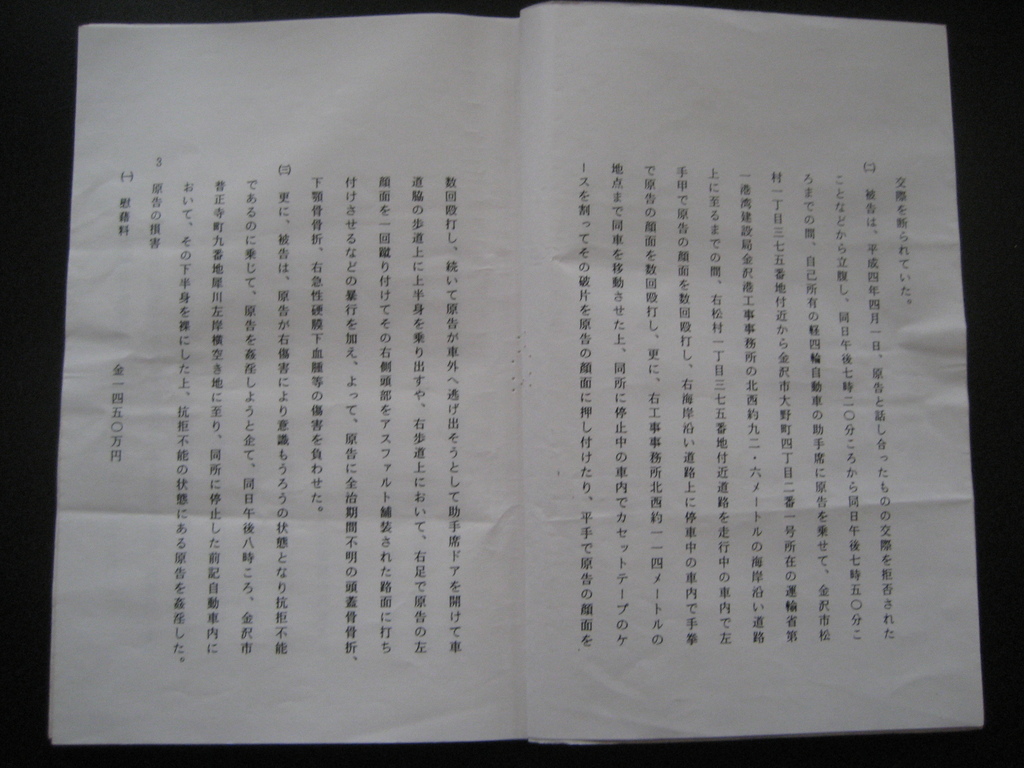 交際を断られていた。
㈡　被告は、平成四年四月一日、原告と話し合ったものの交際を拒否された
ことなどから立腹し、同日午後七時二〇分ころから同日午後七時五〇分こ
ろまでの間、自己所有の軽四輪自動車の助手席に原告を乗せて、金沢市松
村一丁目三七五番地付近から金沢市大野町四丁目二番一号所在の運輸省第
一港湾建設局金沢港工事事務所の北西約九二・六メートルの海岸沿い道路
上に至るまでの間、右松村一丁目三七五番地付近道路を走行中の車内で左
手甲で原告の顔面を数回殴打し、右海岸沿い道路上に停車中の車内で手拳
で原告の顔面を数回殴打し、更に、右工事事務所北西約一一四メートルの
地点まで同車を移動させた上、同所に停止中の車内でカセットテープのケ
ースを割ってその破片を原告の顔面に押し付けたり、平手で原告の顔面を
数回殴打し、続いて原告が車外へ逃げ出そうとして助手席ドアを開けて車
道脇の歩道上に上半身を乗り出すや、右歩道上において、右足で原告の左
顔面を一回蹴り付けてその右側頭部をアスファルト舗装された路面に打ち
付けさせるなどの暴行を加え、よって、原告に全治期間不明の頭蓋骨骨折、
下顎骨骨折、右急性硬膜下血腫等の傷害を負わせた。
㈢　更に、被告は、原告が右傷害により意識もうろうの状態となり抗拒不能
であるのに乗じて、原告を姦淫しようと企て、同日午後八時ころ、金沢市
普正寺町九番地犀川左岸横空き地に至り、同所に停止した前記自動車内に
おいて、その下半身を裸にした上、抗拒不能の状態にある原告を姦淫した。
3　原告の損害
㈠　慰藉料　金一四五〇万円